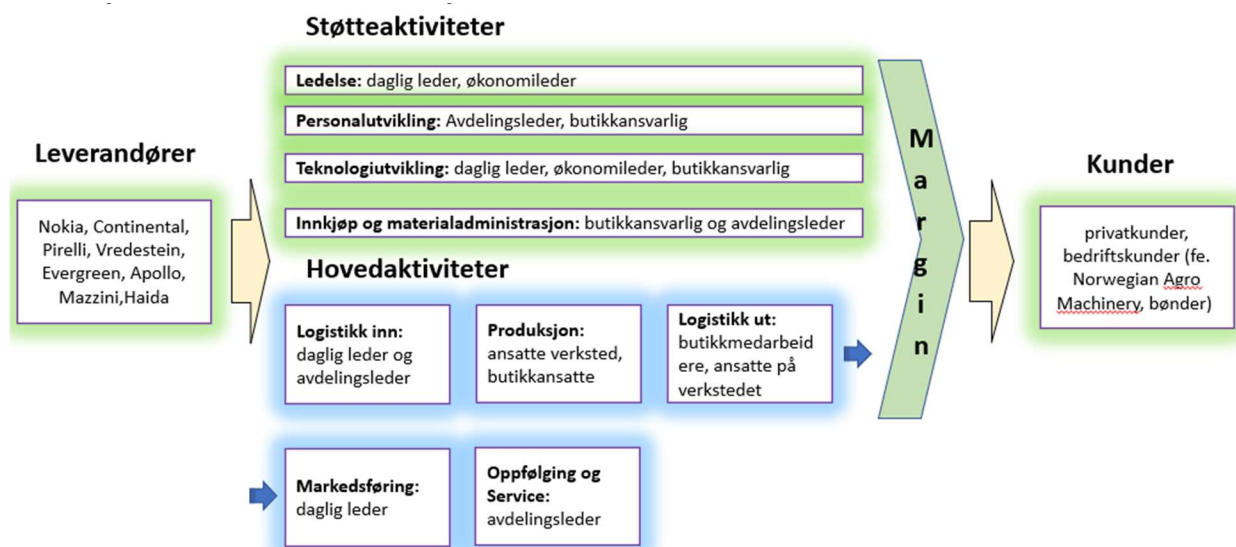 Støtteaktiviteter
Ledelse: daglig leder, økonomileder
Personalutvikling: Avdelingsleder, butikkansvarlig
Teknologiutvikling: daglig leder, økonomileder, butikkansvarlig
Innkjøp og materialadministrasjon: butikkansvarlig og avdelingsleder
Leverandører
Nokia, Continental,
Pirelli, Vredestein,
Evergreen, Apollo,
Mazzini,Haida
Hovedaktiviteter
Logistikk inn:
daglig leder og
avdelingsleder
Produksjon:
ansatte verksted,
butikkansatte
Logistikk ut:
butikkmedarbeid
ere, ansatte på
verkstedet
Markedsføring:
daglig leder
Oppfølging og
Service:
avdelingsleder
M
a
r
g
i
n
Kunder
privatkunder,
bedriftskunder (fe.
Norwegian Agro
Machinery, bønder)